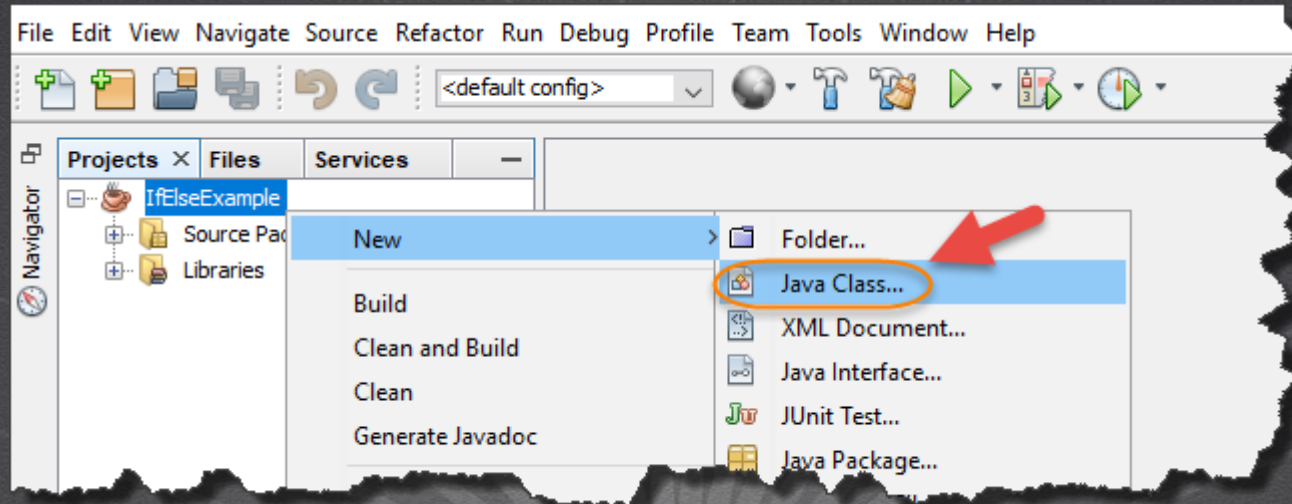 File Edit View Navigate Source Refactor Run Debug Profile Team Tools Window Help
<default config>
Projects Files Services
Navigator
IfElseExample
Source Pac
Libraries
New
Build
Clean and Build
Clean
Generate Javadoc
Folder...
Java Class...
XML Document...
Java Interface...
JUnit Test...
Java Package...